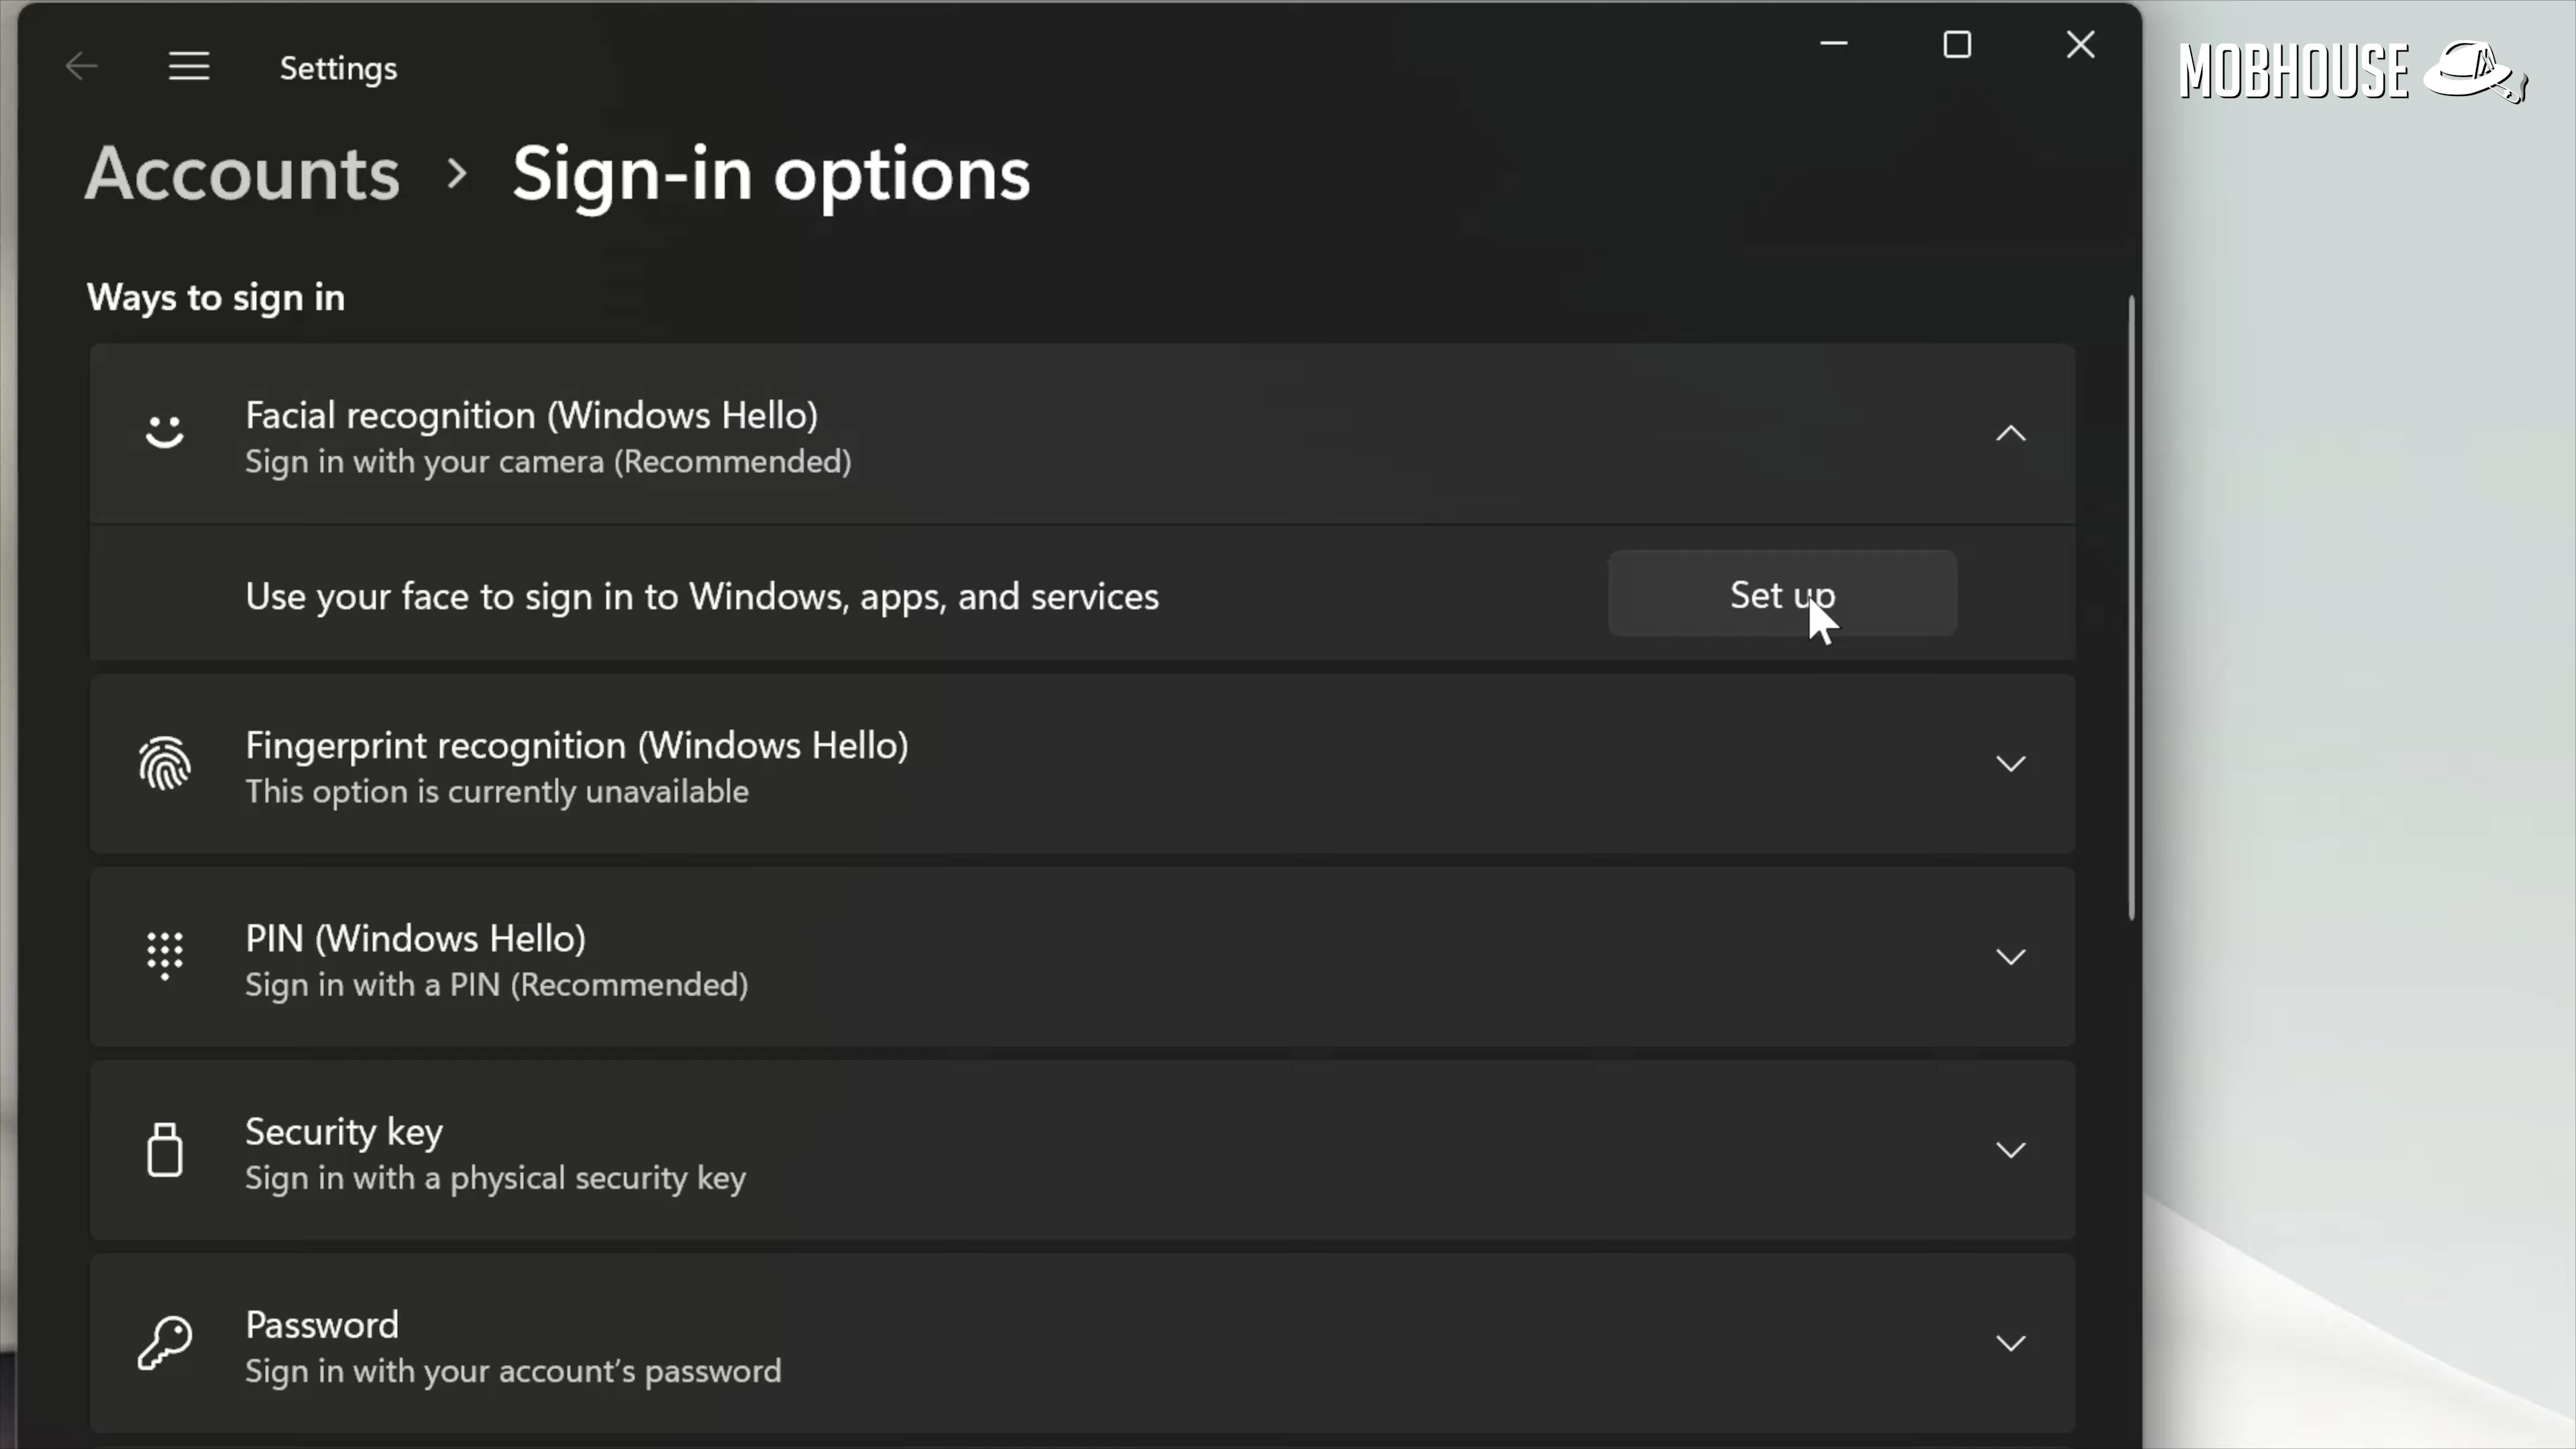 Settings
MOBHOUSE
Accounts > Sign-in options
Ways to sign in
Facial recognition (Windows Hello)
Sign in with your camera (Recommended)
Use your face to sign in to Windows, apps, and services
Set up
Fingerprint recognition (Windows Hello)
This option is currently unavailable
PIN (Windows Hello)
Sign in with a PIN (Recommended)
Security key
Sign in with a physical security key
Password
Sign in with your account's password